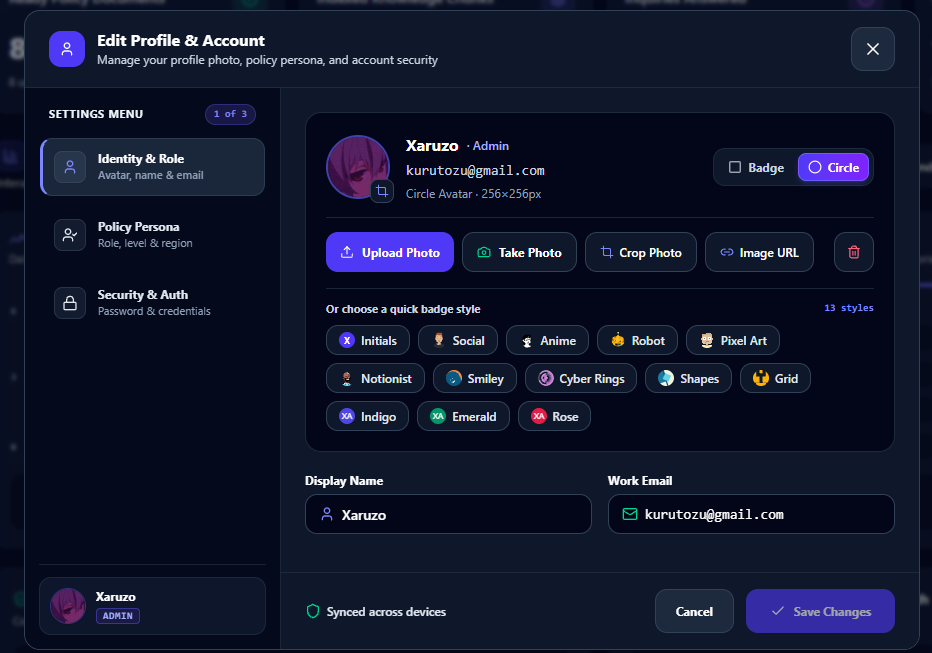 Edit Profile & Account
Manage your profile photo, policy persona, and account security
SETTINGS MENU
1 of 3
Identity & Role
Avatar, name & email
Policy Persona
Role, level & region
Security & Auth
Password & credentials
Xaruzo
ADMIN
Xaruzo · Admin
kurutozu@gmail.com
Circle Avatar · 256×256px
Badge
Circle
Upload Photo
Take Photo
Crop Photo
Image URL
Or choose a quick badge style
13 styles
X Initials
Social
Anime
Robot
Pixel Art
Notionist
Smiley
Cyber Rings
Shapes
Grid
XA Indigo
XA Emerald
XA Rose
Display Name
Xaruzo
Work Email
kurutozu@gmail.com
Synced across devices
Cancel
Save Changes